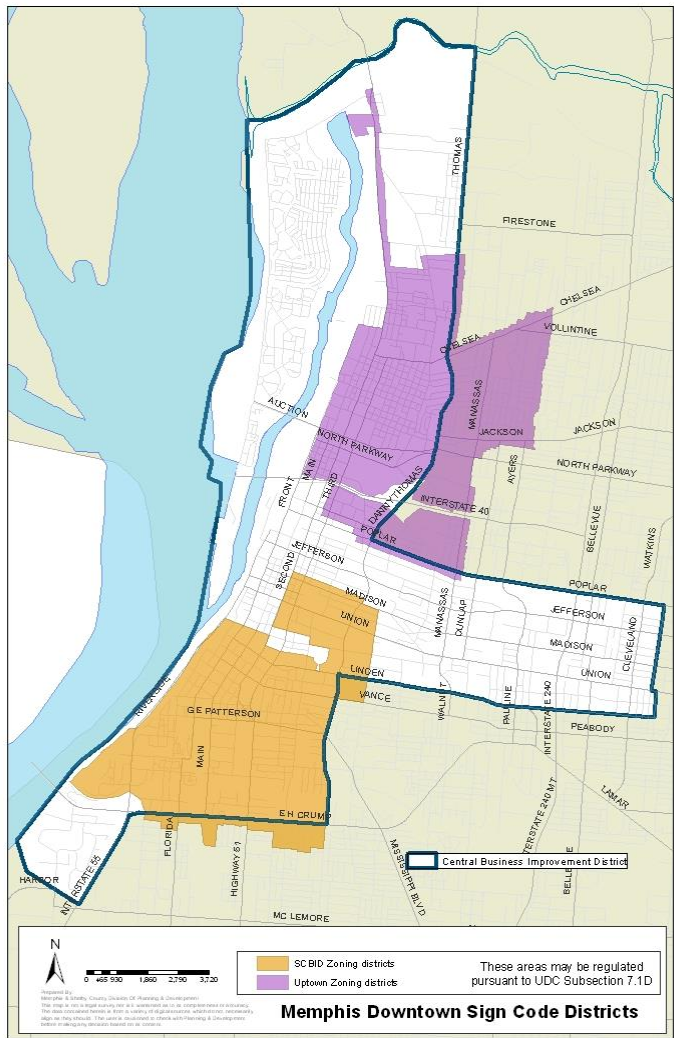 THOMAS
FIRESTONE
CHELSEA
VOLLINTINE
CHELSEA
MANASSAS
AUCTION
JACKSON
JACKSON
NORTH PARKWAY
NORTH PARKWAY
MAIN
THIRD
FRONT
DANNY THOMAS
AYERS
INTERSTATE 40
BELLEVUE
WATKINS
POPLAR
JEFFERSON
SECOND
POPLAR
MADISON
MANASSAS
DUNLAP
JEFFERSON
UNION
MADISON
CLEVELAND
UNION
LINDEN
VANCE
WALNUT
PAULINE
INTERSTATE 240
PEABODY
RIVERSIDE
G E PATTERSON
MAIN
LAMAR
E H CRUMP
FLORIDA
HIGHWAY 61
MISSISSIPPI BLVD
Central Business Improvement District
HARBOR
INTERSTATE 55
MC LEMORE
N
0 465 930 1,860 2,790 3,720
SCBID Zoning districts
Uptown Zoning districts
These areas may be regulated
pursuant to UDC Subsection 7.1D
Prepared By:
Memphis Downtown Sign Code Districts